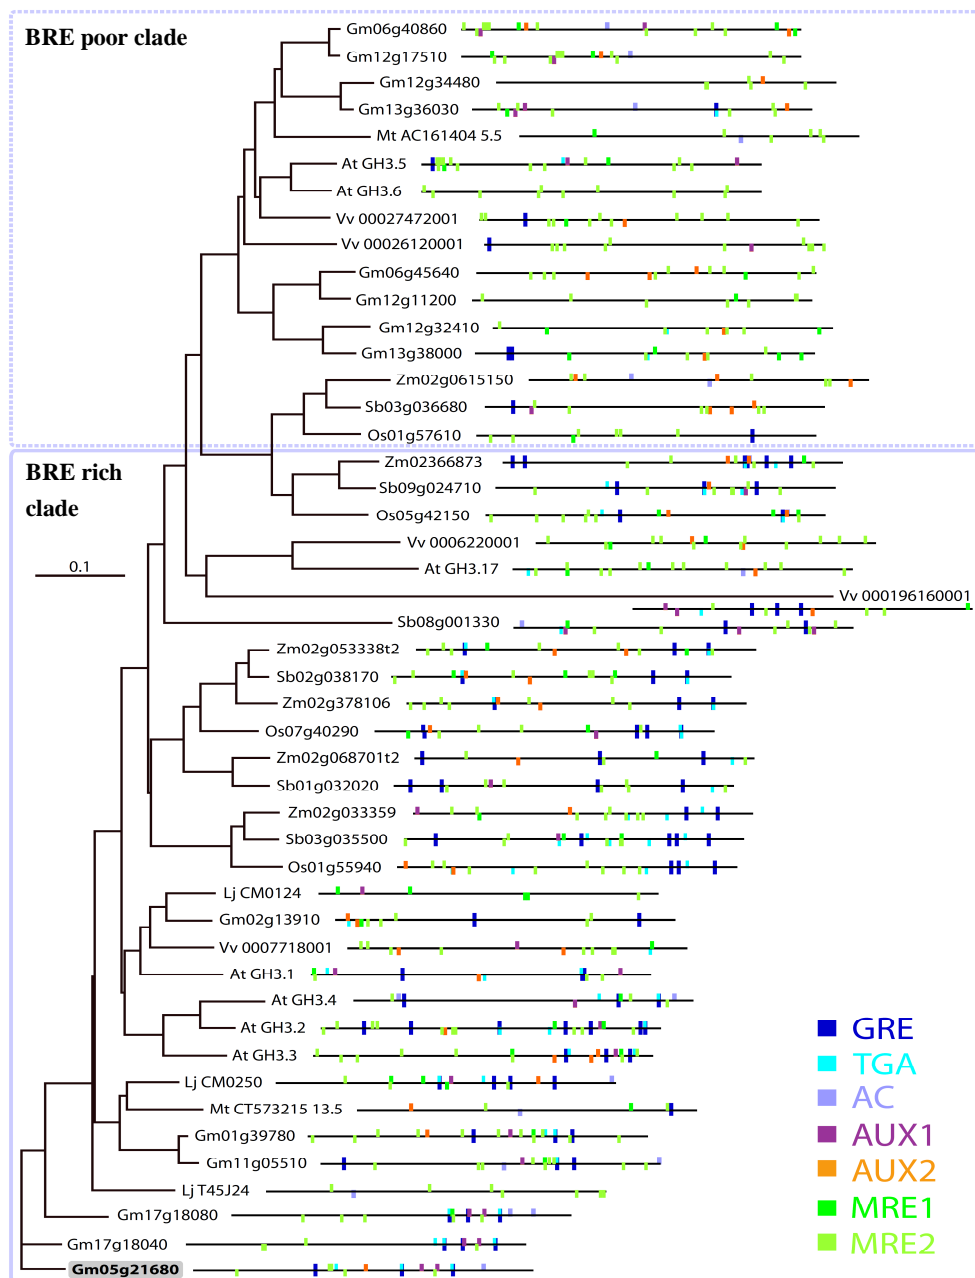 BRE poor clade
Gm06g40860
Gm12g17510
Gm12g34480
Gm13g36030
Mt AC161404 5.5
At GH3.5
At GH3.6
Vv 00027472001
Vv 00026120001
Gm06g45640
Gm12g11200
Gm12g32410
Gm13g38000
Zm02g0615150
Sb03g036680
Os01g57610
BRE rich
clade
Zm02366873
Sb09g024710
Os05g42150
Vv 0006220001
At GH3.17
0.1
Vv 000196160001
Sb08g001330
Zm02g053338t2
Sb02g038170
Zm02g378106
Os07g40290
Zm02g068701t2
Sb01g032020
Zm02g033359
Sb03g035500
Os01g55940
Lj CM0124
Gm02g13910
Vv 0007718001
At GH3.1
At GH3.4
At GH3.2
At GH3.3
Lj CM0250
Mt CT573215 13.5
Gm01g39780
Gm11g05510
Lj T45J24
Gm17g18080
Gm17g18040
Gm05g21680
GRE
TGA
AC
AUX1
AUX2
MRE1
MRE2